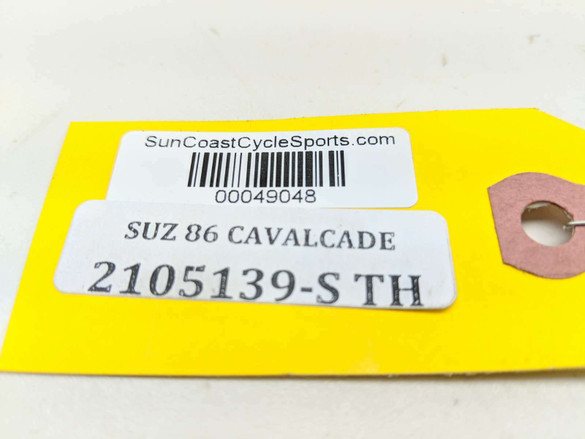 SunCoastCycleSports.com
00049048
SUZ 86 CAVALCADE
2105139-S TH